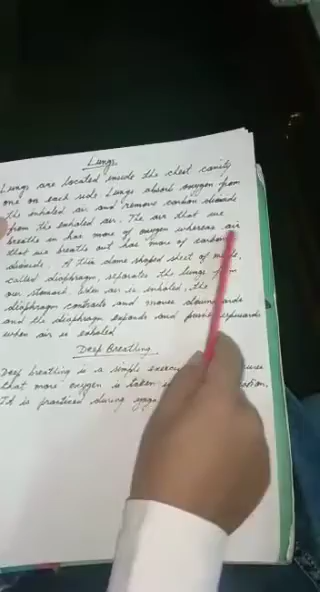 Lungs
Lungs are located inside the chest cavity
one on each side. Lungs absorb oxygen from
the inhaled air and remove carbon dioxide
from the exhaled air. The air that we
breathe in has more of oxygen whereas air
that we breathe out has more of carbon
dioxide. A thin dome shaped sheet of
called diaphragm, separates the lungs from
our stomach. When air is inhaled, the
diaphragm contracts and moves downwards
and the diaphragm expands and upwards
when air is exhaled
Deep Breathing
Deep breathing is a simple
that more oxygen is taken
It is practiced during yoga